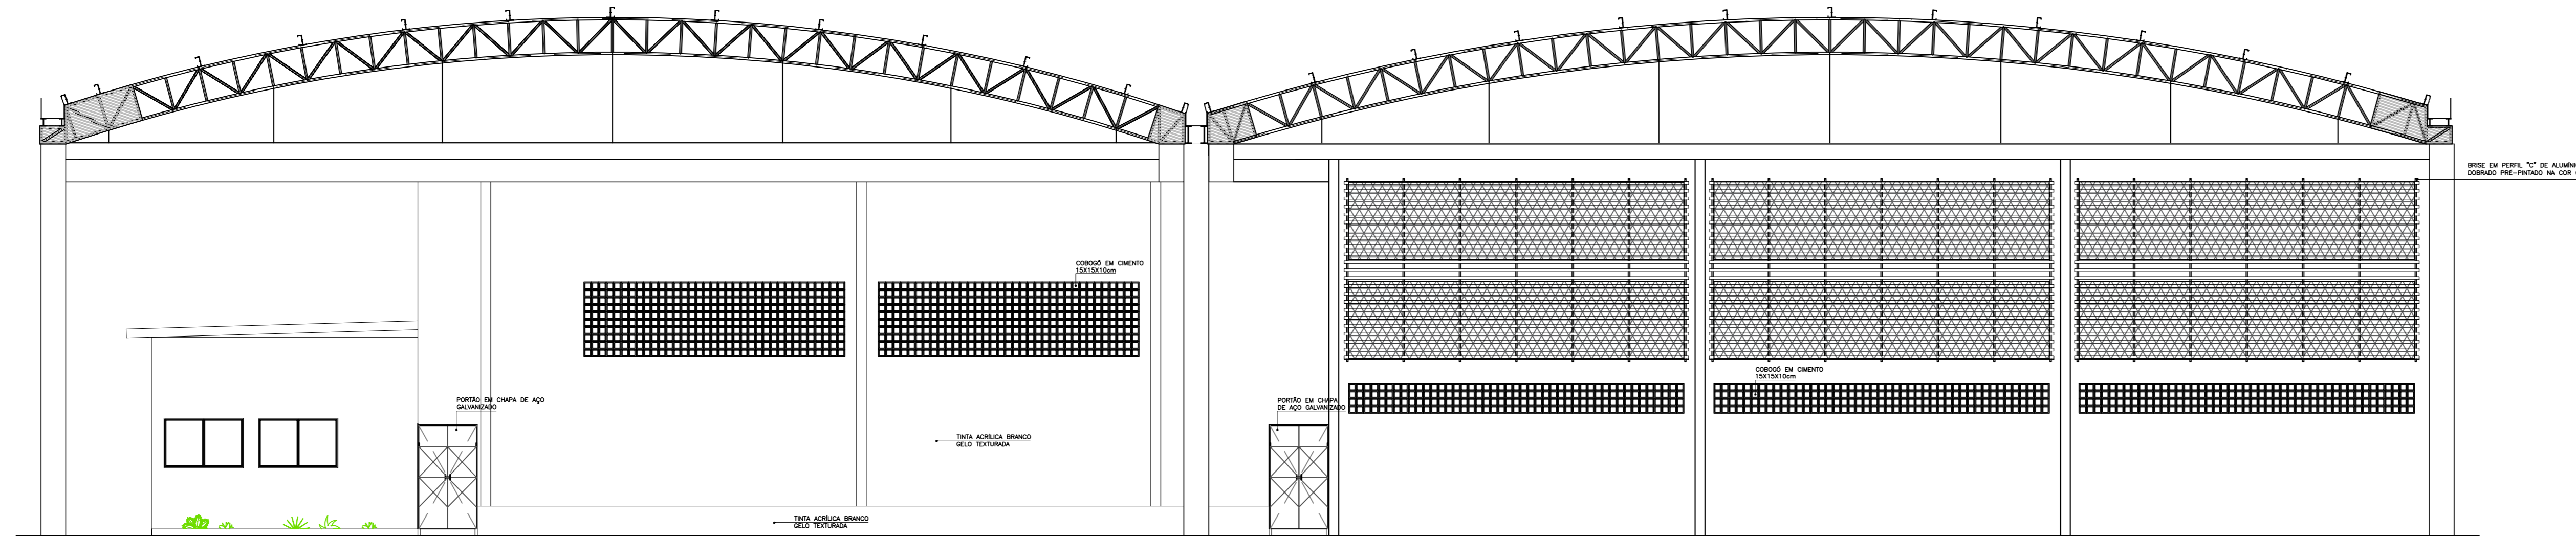 BRISE EM PERFIL "C" DE ALUMÍNI
DOBRADO PRÉ-PINTADO NA COR
COBOGÓ EM CIMENTO
15X15X10cm
COBOGÓ EM CIMENTO
15X15X10cm
PORTÃO EM CHAPA DE AÇO
GALVANIZADO
PORTÃO EM CHAPA
DE AÇO GALVANIZADO
TINTA ACRÍLICA BRANCO
GELO TEXTURADA
TINTA ACRÍLICA BRANCO
GELO TEXTURADA